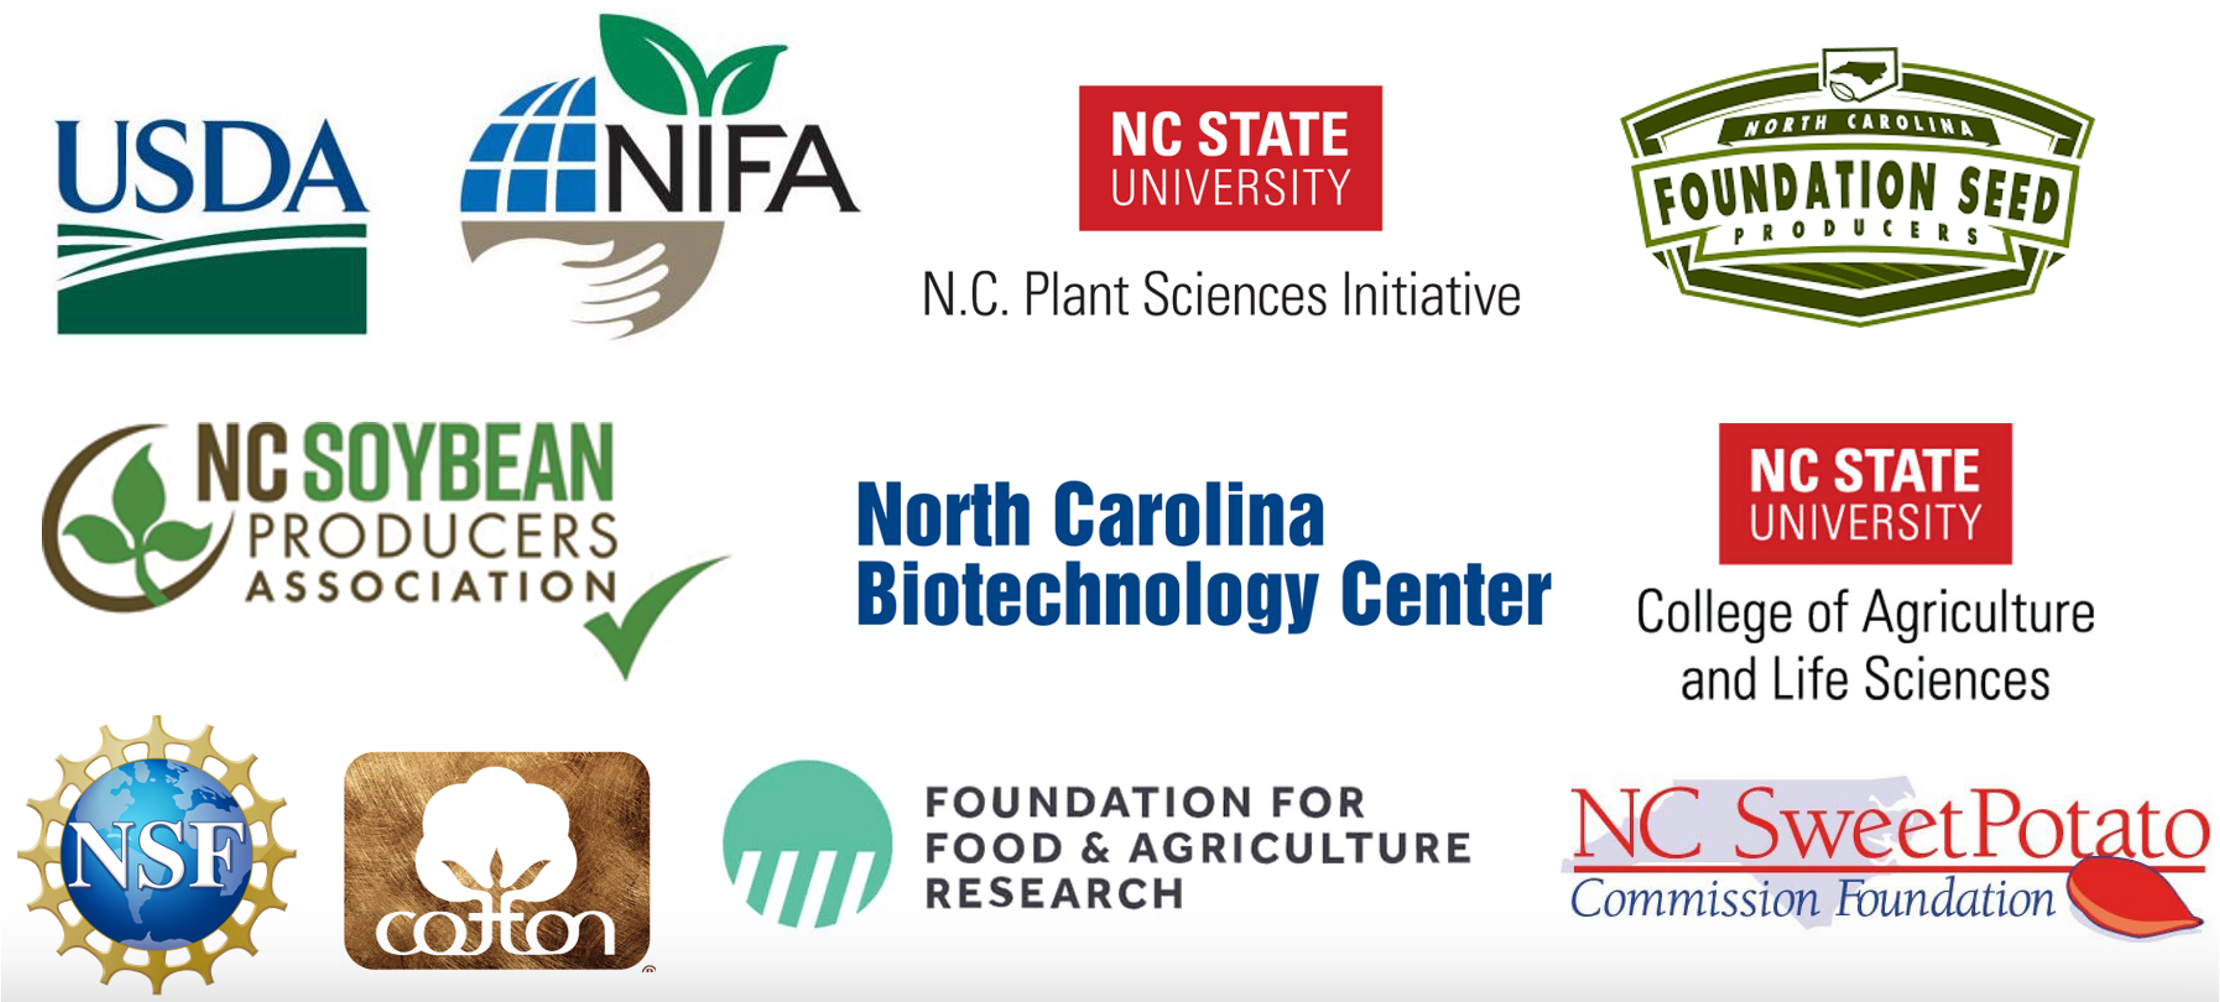 USDA
NIFA
NC STATE
UNIVERSITY
N.C. Plant Sciences Initiative
NORTH CAROLINA
FOUNDATION SEED
PRODUCERS
NC SOYBEAN
PRODUCERS
ASSOCIATION
North Carolina
Biotechnology Center
NC STATE
UNIVERSITY
College of Agriculture
and Life Sciences
NSF
cotton
®
FOUNDATION FOR
FOOD & AGRICULTURE
RESEARCH
NC SweetPotato
Commission Foundation